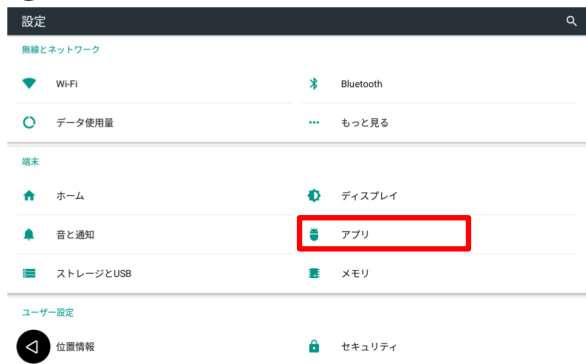 設定
無線とネットワーク
Wi-Fi
Bluetooth
データ使用量
もっと見る
端末
ホーム
ディスプレイ
音と通知
アプリ
ストレージとUSB
メモリ
ユーザー設定
位置情報
セキュリティ